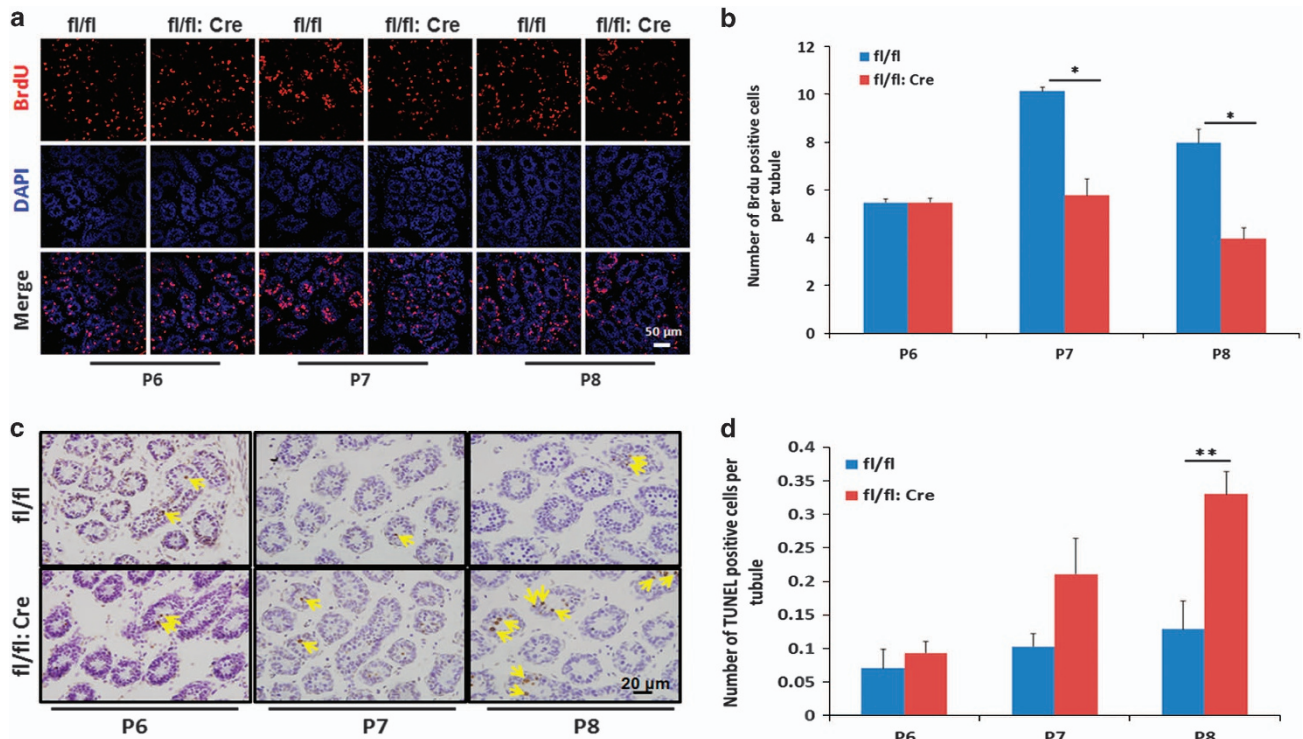 a
fl/fl fl/fl: Cre fl/fl fl/fl: Cre fl/fl fl/fl: Cre
BrdU
DAPI
Merge
50 µm
P6 P7 P8
b
fl/fl
fl/fl: Cre
Number of Brdu positive cells
per tubule
12
10
8
6
4
2
0
*
*
P6 P7 P8
c
fl/fl
fl/fl: Cre
20 µm
P6 P7 P8
d
fl/fl
fl/fl: Cre
Number of TUNEL positive cells per
tubule
0.4
0.35
0.3
0.25
0.2
0.15
0.1
0.05
0
**
P6 P7 P8